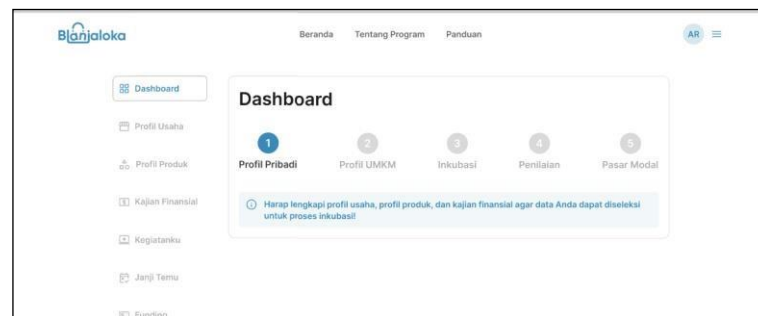 Blanjaloka
Beranda Tentang Program Panduan
AR
Dashboard
Profil Usaha
Profil Produk
Kajian Finansial
Kegiatanku
Janji Temu
Funding
Dashboard
1 2 3 4 5
Profil Pribadi Profil UMKM Inkubasi Penilaian Pasar Modal
Harap lengkapi profil usaha, profil produk, dan kajian finansial agar data Anda dapat diseleksi
untuk proses inkubasi!